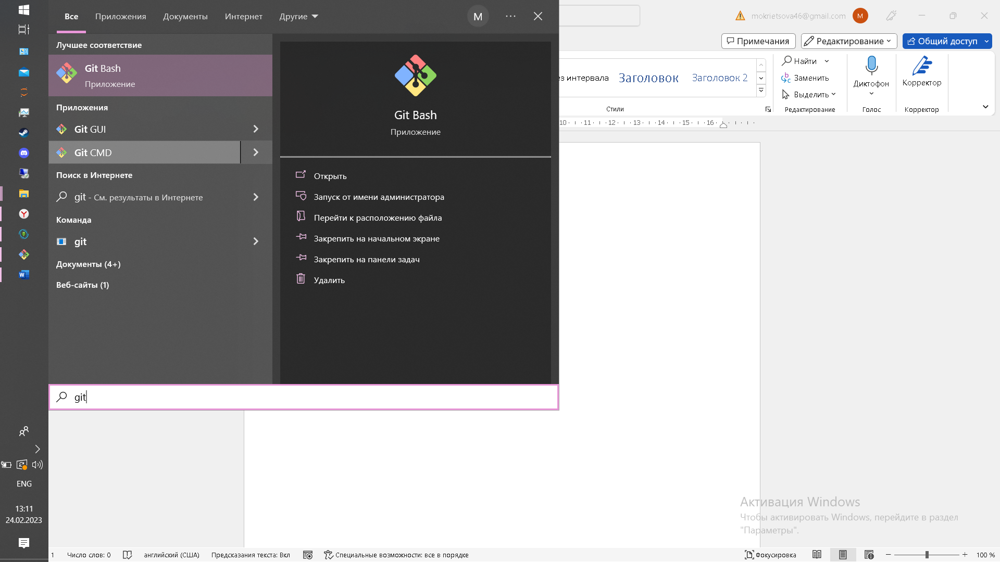 Все Приложения Документы Интернет Другие
M
Лучшее соответствие
Git Bash
Приложение
Приложения
Git GUI
Git CMD
Поиск в Интернете
git - См. результаты в Интернете
Команда
git
Документы (4+)
Веб-сайты (1)
Git Bash
Приложение
Открыть
Запуск от имени администратора
Перейти к расположению файла
Закрепить на начальном экране
Закрепить на панели задач
Удалить
git
mokrietsova46@gmail.com M
Примечания Редактирование Общий доступ
ез интервала Заголовок Заголовок 2
Стили
Найти
Заменить
Выделить
Редактирование
Диктофон
Голос
Корректор
Корректор
10 11 12 13 14 15 16
ENG
13:11
24.02.2023
Активация Windows
Чтобы активировать Windows, перейдите в раздел
"Параметры".
1 Число слов: 0 английский (США) Предсказания текста: Вкл Специальные возможности: все в порядке Фокусировка 100 %